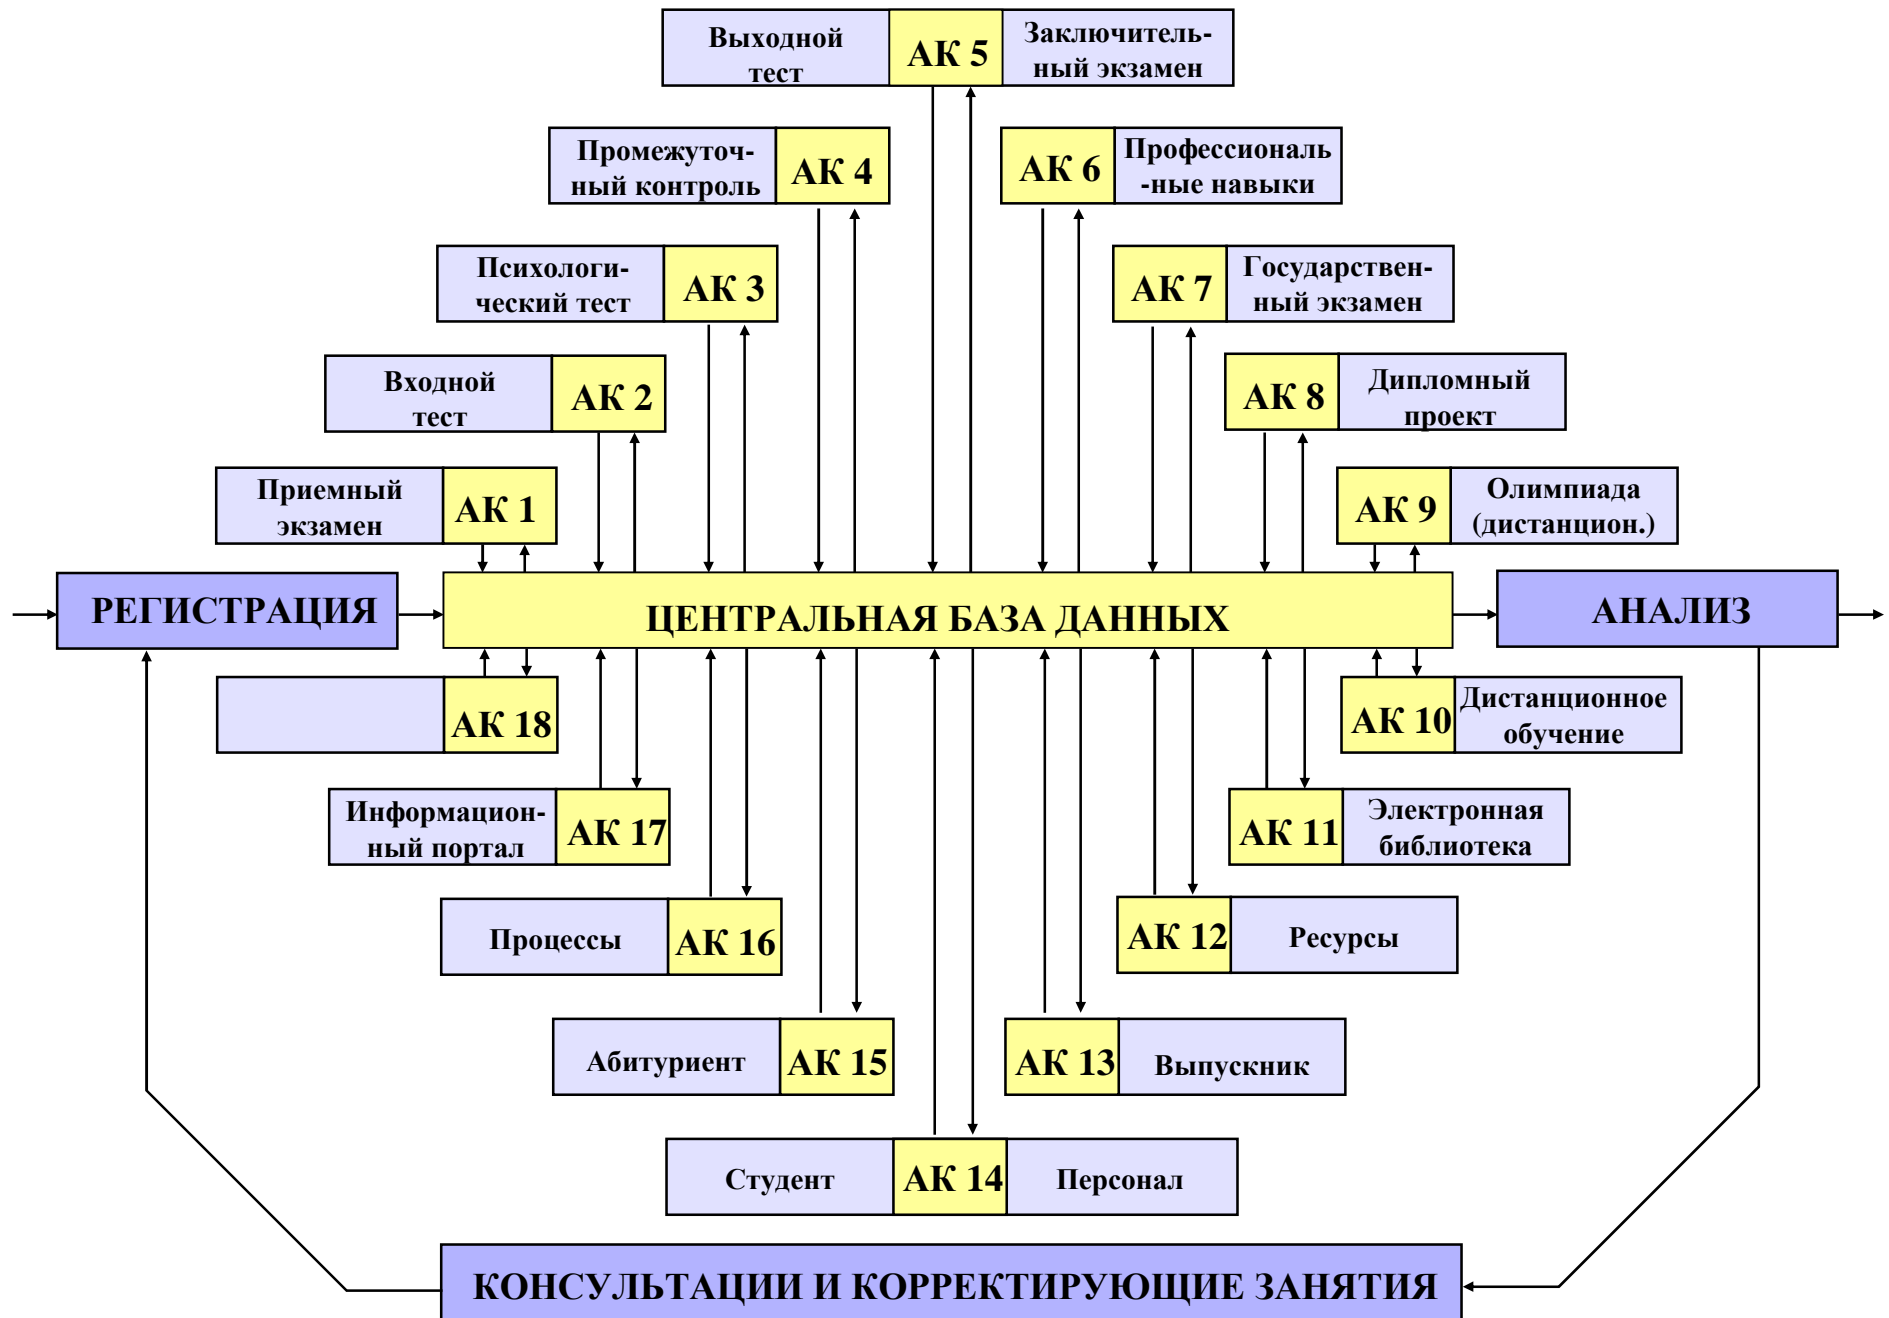 Выходной
тест
АК 5
Заключитель-
ный экзамен
Промежуточ-
ный контроль
АК 4
АК 6
Профессиональ
-ные навыки
Психологи-
ческий тест
АК 3
АК 7
Государствен-
ный экзамен
Входной
тест
АК 2
АК 8
Дипломный
проект
Приемный
экзамен
АК 1
АК 9
Олимпиада
(дистанцион.)
РЕГИСТРАЦИЯ
ЦЕНТРАЛЬНАЯ БАЗА ДАННЫХ
АНАЛИЗ
АК 18
АК 10
Дистанционное
обучение
Информацион-
ный портал
АК 17
АК 11
Электронная
библиотека
Процессы
АК 16
АК 12
Ресурсы
Абитуриент
АК 15
АК 13
Выпускник
Студент
АК 14
Персонал
КОНСУЛЬТАЦИИ И КОРРЕКТИРУЮЩИЕ ЗАНЯТИЯ